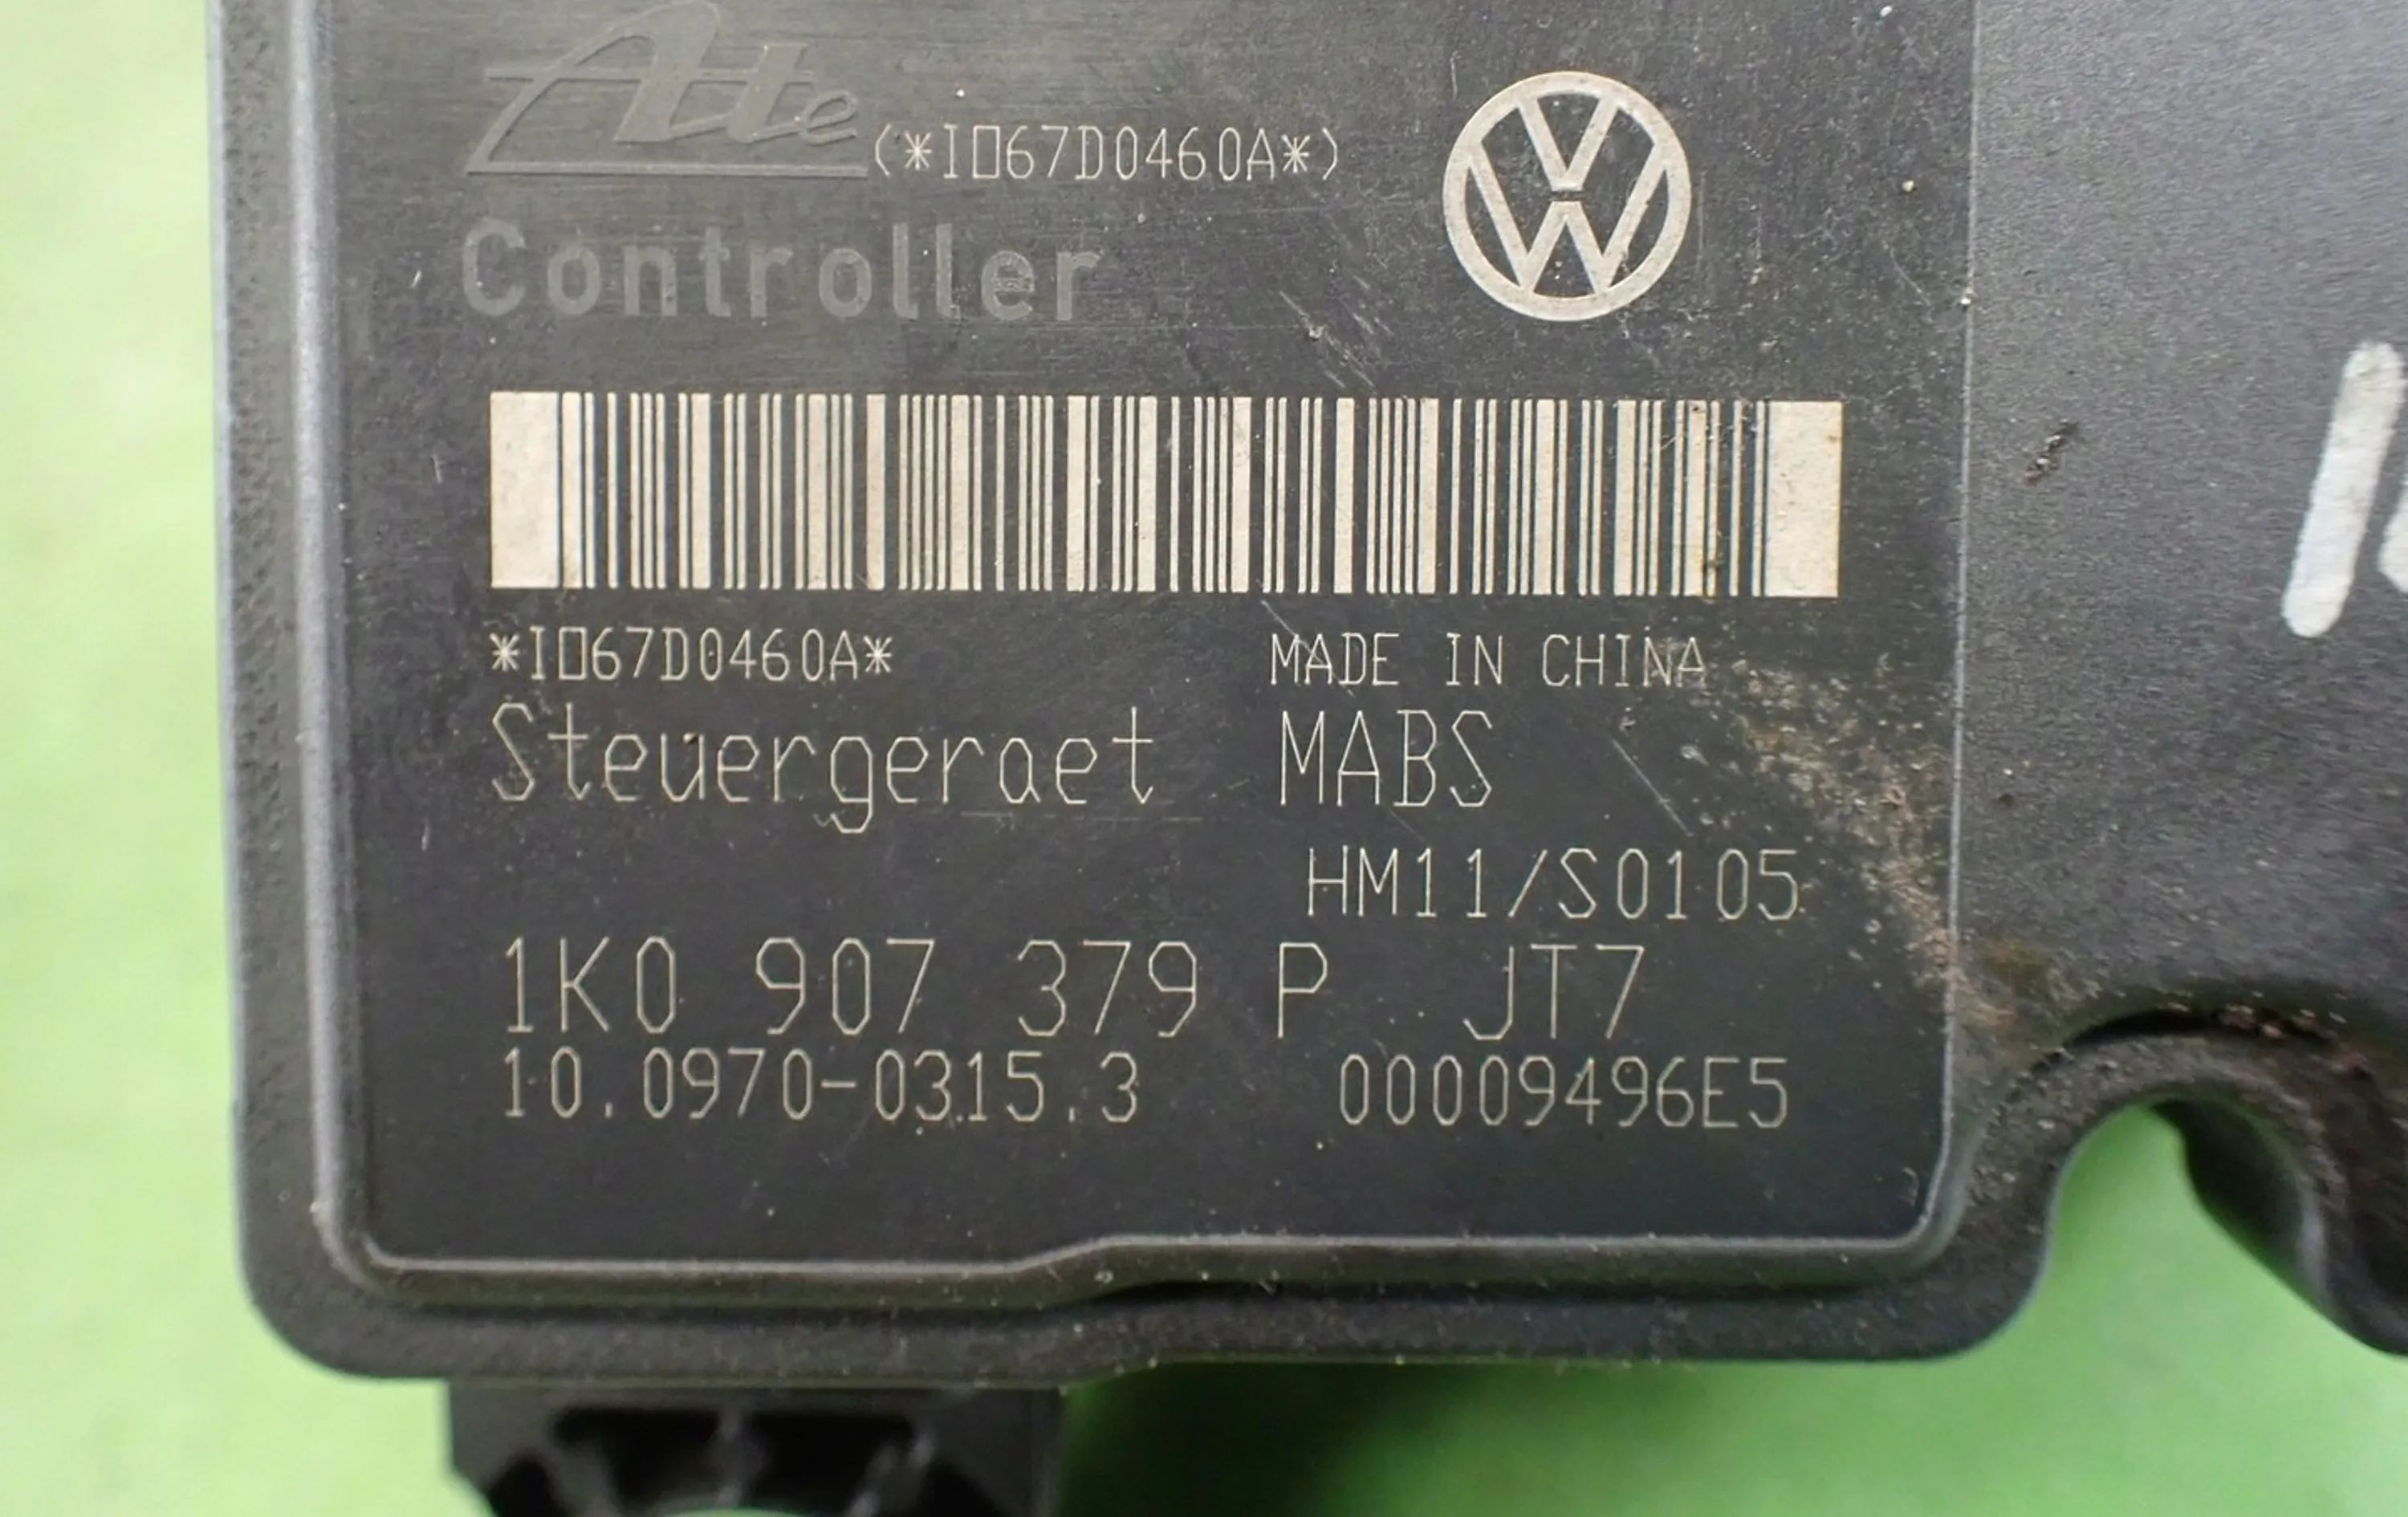 Ate (*I▯67D0460A*)
Controller
*I▯67D0460A* MADE IN CHINA
Steuergeraet MABS
HM11/S0105
1K0 907 379 P JT7
10.0970-0315.3 00009496E5